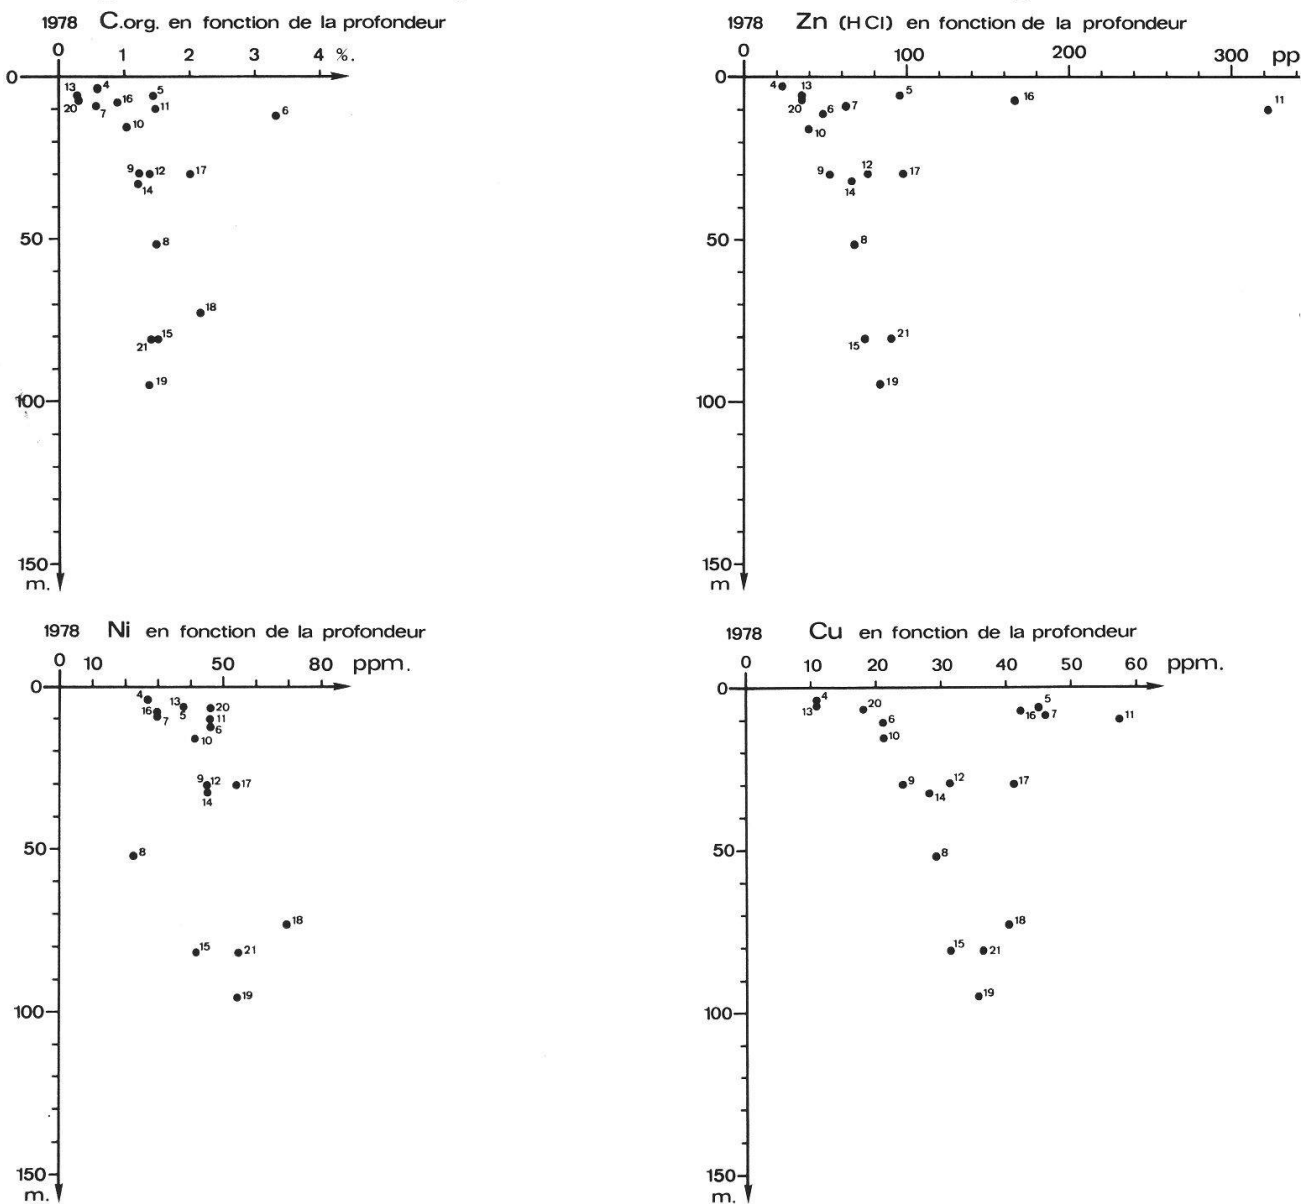 1978 C.org. en fonction de la profondeur
0 1 2 3 4 %.
0
13 4 5
16
20 7 11 6
10
9 12 17
14
50
8
18
15
21
19
100
150
m.
1978 Zn (HCl) en fonction de la profondeur
0 100 200 300 pp
4 13 5 16 11
20 6 7
10
12
9 17
14
50
8
21
15
19
100
150
m
1978 Ni en fonction de la profondeur
0 10 50 80 ppm.
0
4 13 20
16 5 11
7 6
10
9 12 17
14
50
8
18
15 21
19
100
150
m.
1978 Cu en fonction de la profondeur
0 10 20 30 40 50 60 ppm.
0
4 20 5
13 16 7 11
6
10
9 12 17
14
50
8
18
15 21
19
100
150
m.